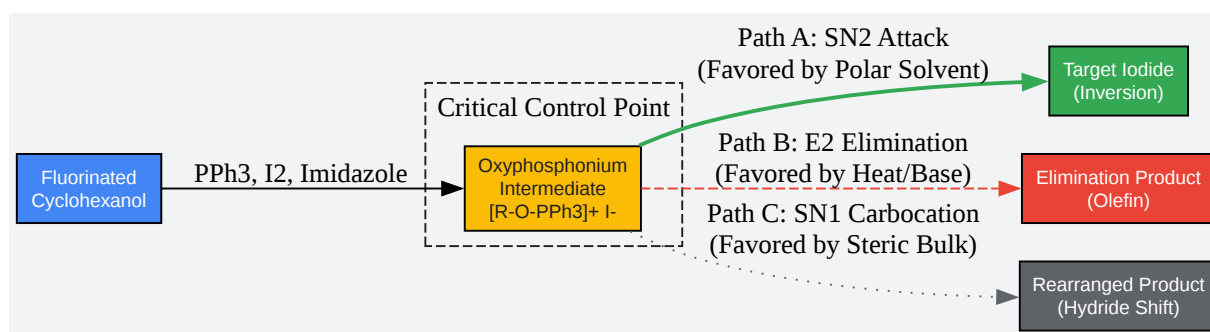 Fluorinated
Cyclohexanol
PPh3, I2, Imidazole
Critical Control Point
Oxyphosphonium
Intermediate
[R-O-PPh3]+ I-
Path A: SN2 Attack
(Favored by Polar Solvent)
Target Iodide
(Inversion)
Path B: E2 Elimination
(Favored by Heat/Base)
Elimination Product
(Olefin)
Path C: SN1 Carbocation
(Favored by Steric Bulk)
Rearranged Product
(Hydride Shift)